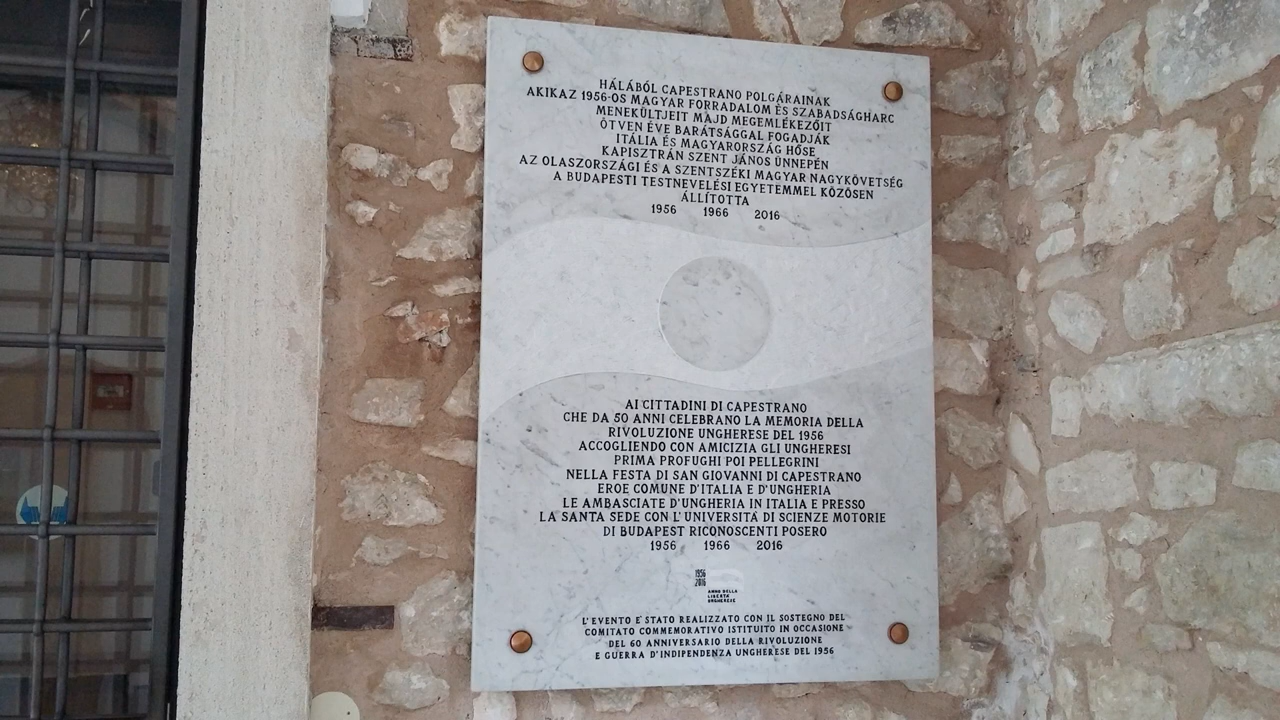 HÁLÁBÓL CAPESTRANO POLGÁRAINAK
AKIKAZ 1956-OS MAGYAR FORRADALOM ÉS SZABADSÁGHARC
MENEKÜLTJEIT MAJD MEGEMLÉKEZŐIT
ÖTVEN ÉVE BARÁTSÁGGAL FOGADJÁK
ITÁLIA ÉS MAGYARORSZÁG HŐSE
KAPISZTRÁN SZENT JÁNOS ÜNNEPÉN
AZ OLASZORSZÁGI ÉS A SZENTSZÉKI MAGYAR NAGYKÖVETSÉG
A BUDAPESTI TESTNEVELÉSI EGYETEMMEL KÖZÖSEN
ÁLLÍTOTTA
1956 1966 2016
AI CITTADINI DI CAPESTRANO
CHE DA 50 ANNI CELEBRANO LA MEMORIA DELLA
RIVOLUZIONE UNGHERESE DEL 1956
ACCOGLIENDO CON AMICIZIA GLI UNGHERESI
PRIMA PROFUGHI POI PELLEGRINI
NELLA FESTA DI SAN GIOVANNI DI CAPESTRANO
EROE COMUNE D'ITALIA E D'UNGHERIA
LE AMBASCIATE D'UNGHERIA IN ITALIA E PRESSO
LA SANTA SEDE CON L'UNIVERSITÁ DI SCIENZE MOTORIE
DI BUDAPEST RICONOSCENTI POSERO
1956 1966 2016
1956
2016
ANNO DELLA
LIBERTÀ
UNGHERESE
L'EVENTO E' STATO REALIZZATO CON IL SOSTEGNO DEL
COMITATO COMMEMORATIVO ISTITUITO IN OCCASIONE
DEL 60 ANNIVERSARIO DELLA RIVOLUZIONE
E GUERRA D'INDIPENDENZA UNGHERESE DEL 1956